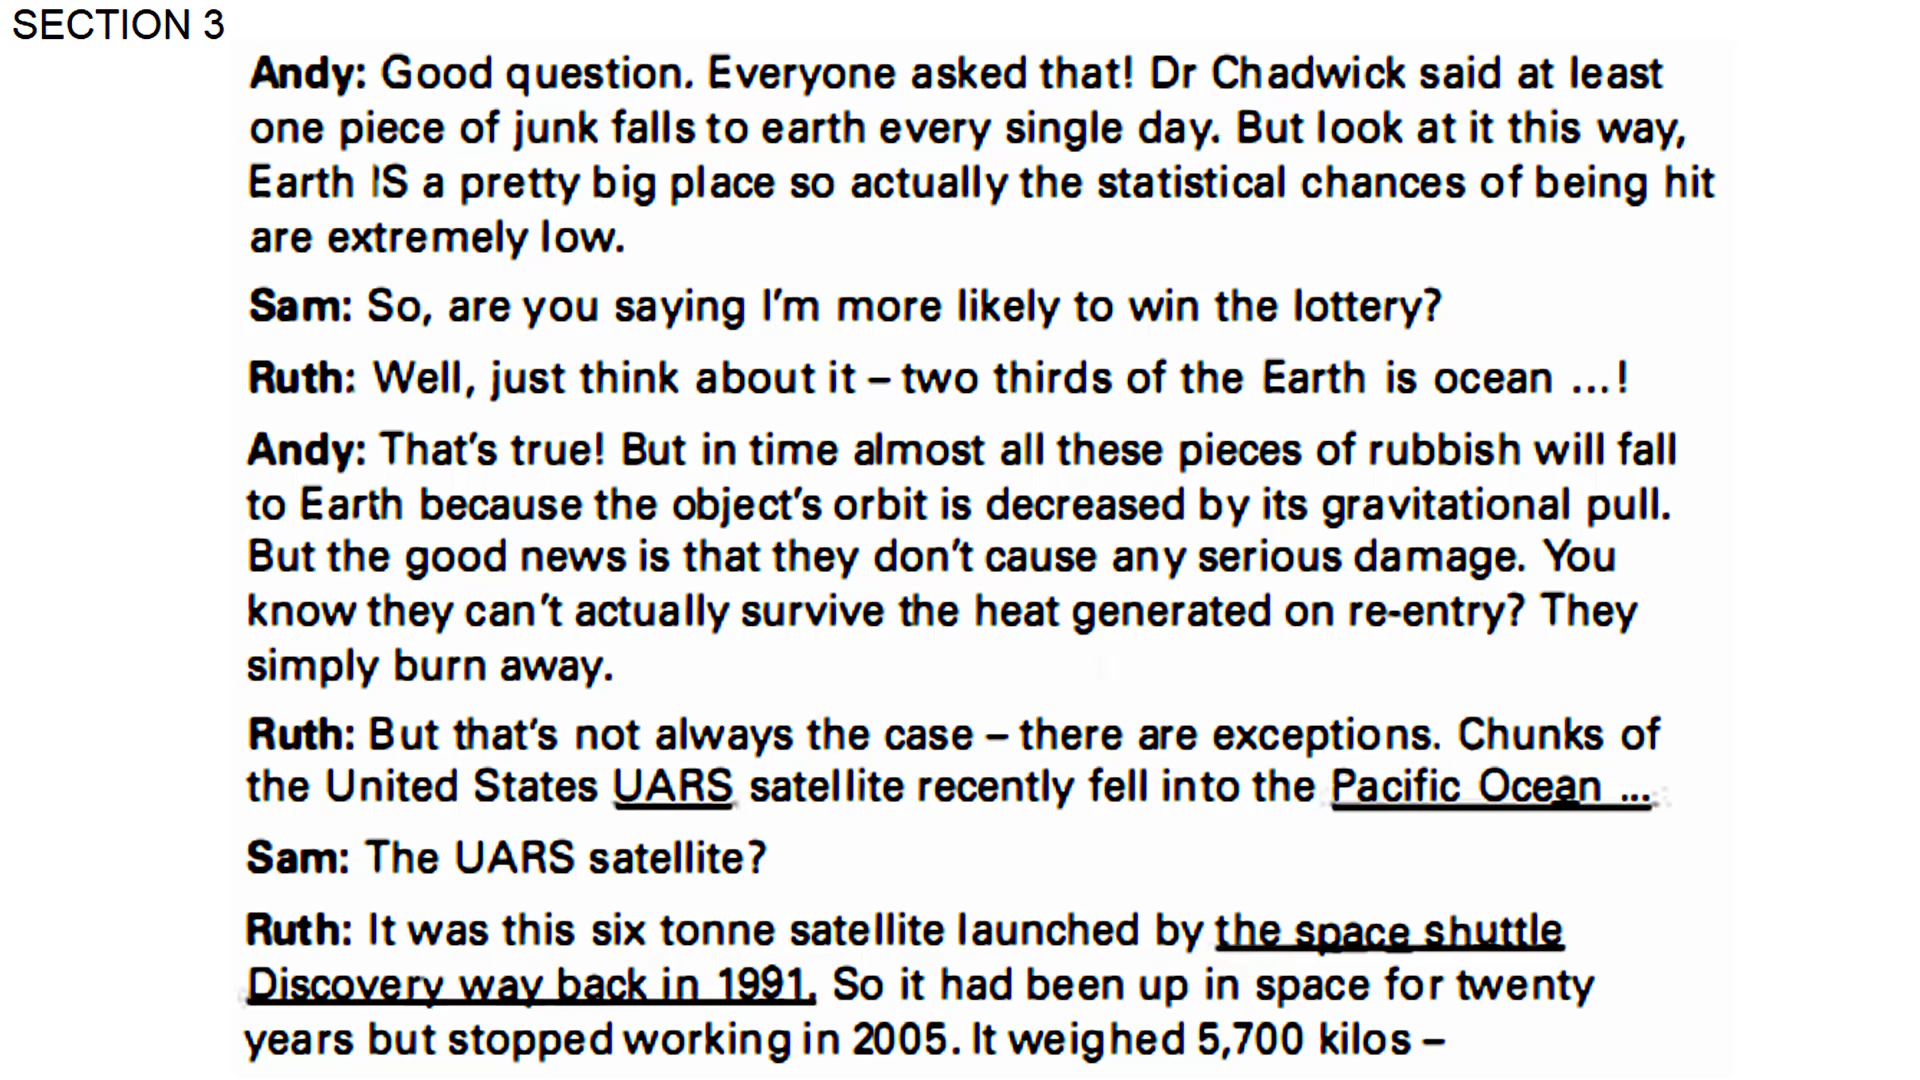 SECTION 3
Andy: Good question. Everyone asked that! Dr Chadwick said at least
one piece of junk falls to earth every single day. But look at it this way,
Earth IS a pretty big place so actually the statistical chances of being hit
are extremely low.
Sam: So, are you saying I'm more likely to win the lottery?
Ruth: Well, just think about it – two thirds of the Earth is ocean ...!
Andy: That's true! But in time almost all these pieces of rubbish will fall
to Earth because the object's orbit is decreased by its gravitational pull.
But the good news is that they don't cause any serious damage. You
know they can't actually survive the heat generated on re-entry? They
simply burn away.
Ruth: But that's not always the case – there are exceptions. Chunks of
the United States UARS satellite recently fell into the Pacific Ocean ...
Sam: The UARS satellite?
Ruth: It was this six tonne satellite launched by the space shuttle
Discovery way back in 1991. So it had been up in space for twenty
years but stopped working in 2005. It weighed 5,700 kilos –